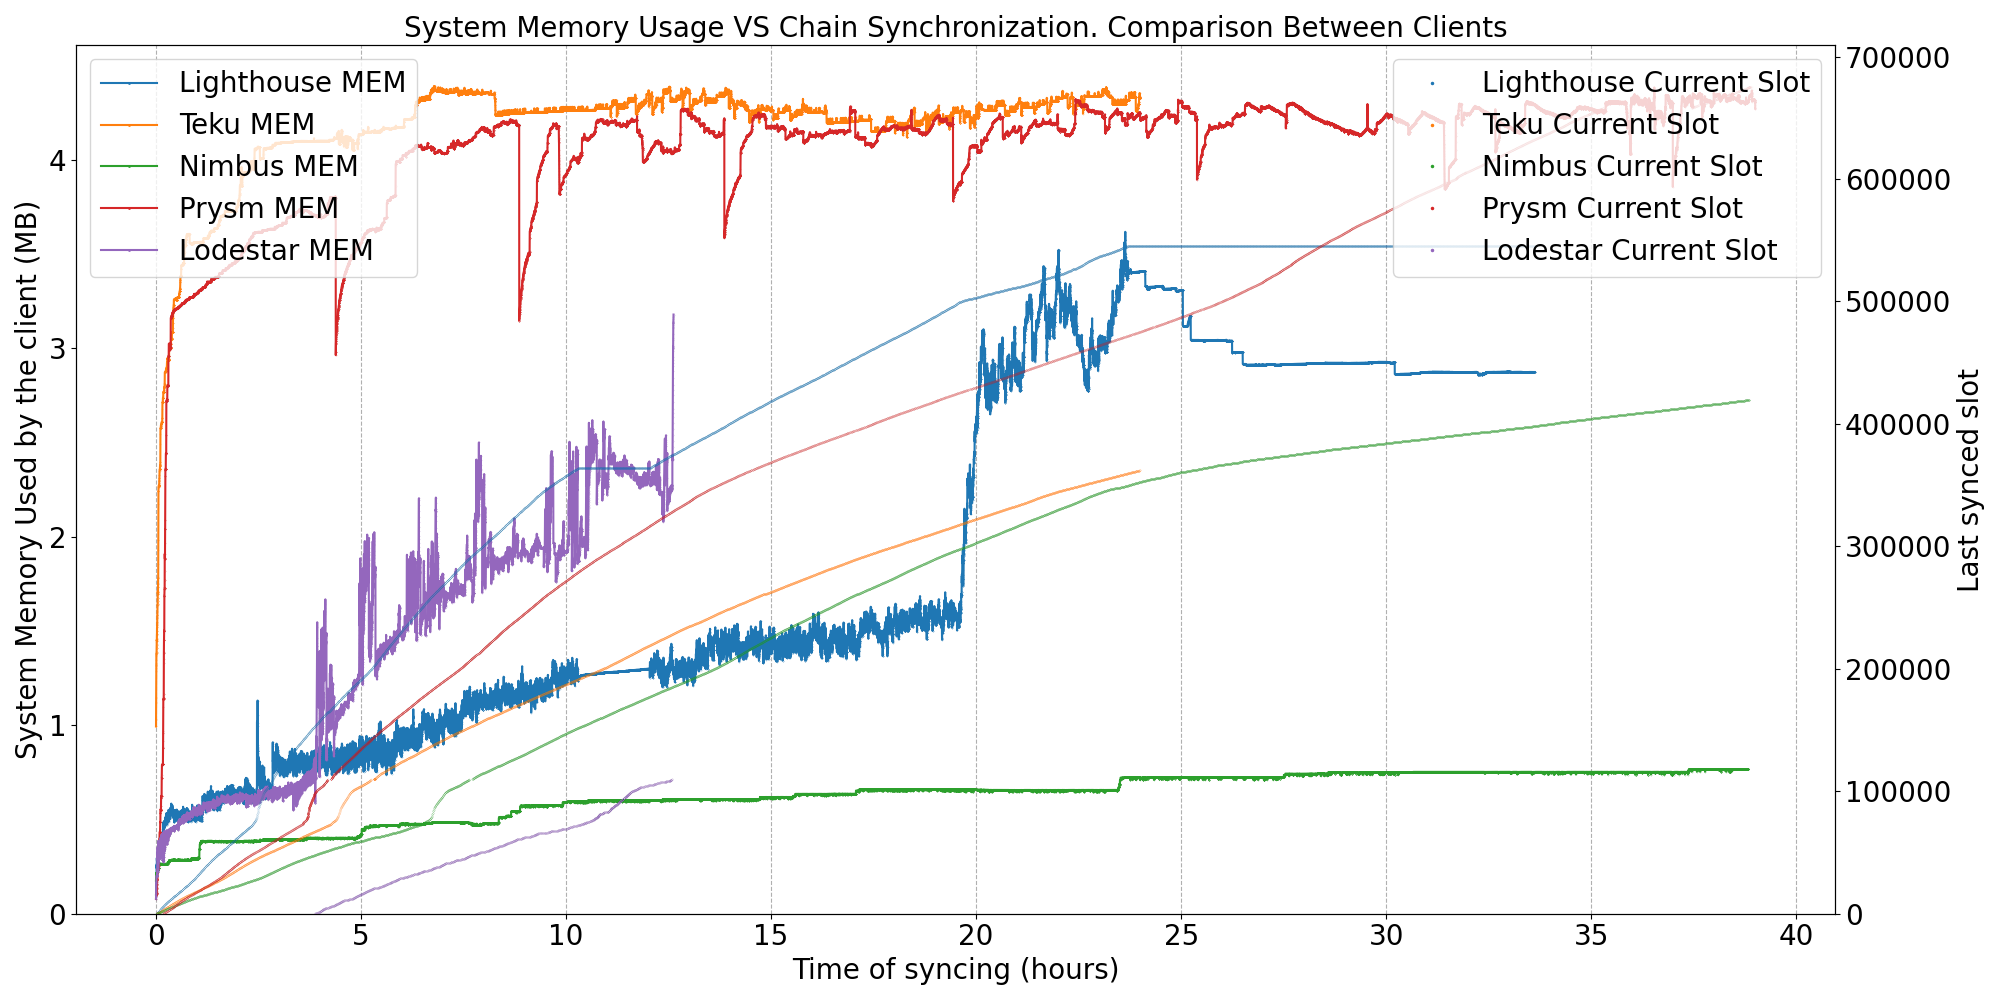 System Memory Usage VS Chain Synchronization. Comparison Between Clients
Lighthouse MEM
Teku MEM
Nimbus MEM
Prysm MEM
Lodestar MEM
Lighthouse Current Slot
Teku Current Slot
Nimbus Current Slot
Prysm Current Slot
Lodestar Current Slot
System Memory Used by the client (MB)
4
3
2
1
0
700000
600000
500000
400000
300000
200000
100000
0
Last synced slot
0 5 10 15 20 25 30 35 40
Time of syncing (hours)